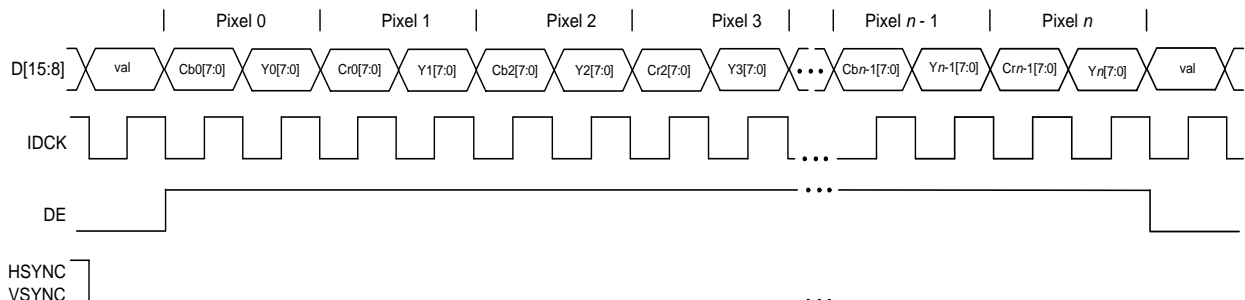 Pixel 0 Pixel 1 Pixel 2 Pixel 3 Pixel n - 1 Pixel n
D[15:8] val Cb0[7:0] Y0[7:0] Cr0[7:0] Y1[7:0] Cb2[7:0] Y2[7:0] Cr2[7:0] Y3[7:0] ... Cbn-1[7:0] Yn-1[7:0] Crn-1[7:0] Yn[7:0] val
IDCK ...
DE ...
HSYNC
VSYNC ...